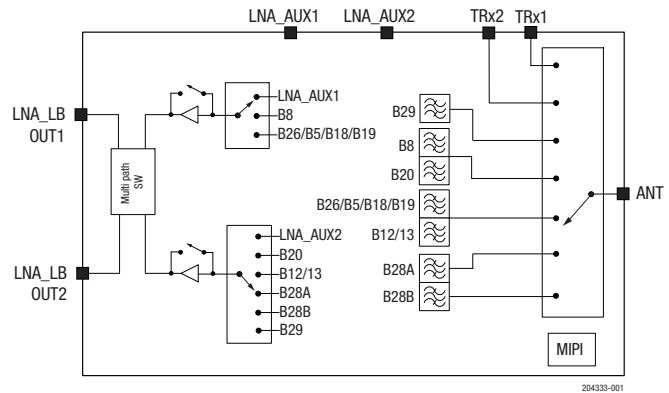 LNA_AUX1
LNA_AUX2
TRx2
TRx1
LNA_LB
OUT1
Multi path
SW
LNA_AUX1
B8
B26/B5/B18/B19
LNA_LB
OUT2
LNA_AUX2
B20
B12/13
B28A
B28B
B29
B29
B8
B20
B26/B5/B18/B19
B12/13
B28A
B28B
ANT
MIPI
204333-001